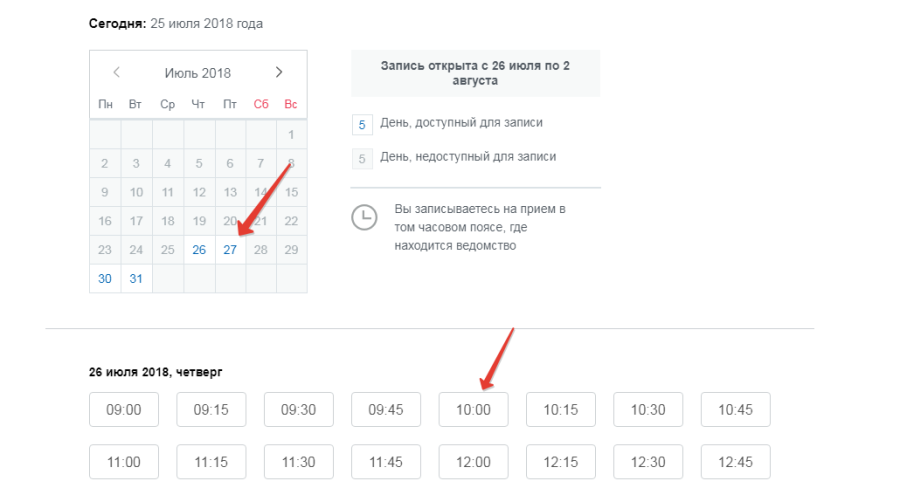 Сегодня: 25 июля 2018 года
Июль 2018
Пн Вт Ср Чт Пт Сб Вс
1
2 3 4 5 6 7 8
9 10 11 12 13 14 15
16 17 18 19 20 21 22
23 24 25 26 27 28 29
30 31
Запись открыта с 26 июля по 2
августа
5 День, доступный для записи
5 День, недоступный для записи
Вы записываетесь на прием в
том часовом поясе, где
находится ведомство
26 июля 2018, четверг
09:00 09:15 09:30 09:45 10:00 10:15 10:30 10:45
11:00 11:15 11:30 11:45 12:00 12:15 12:30 12:45